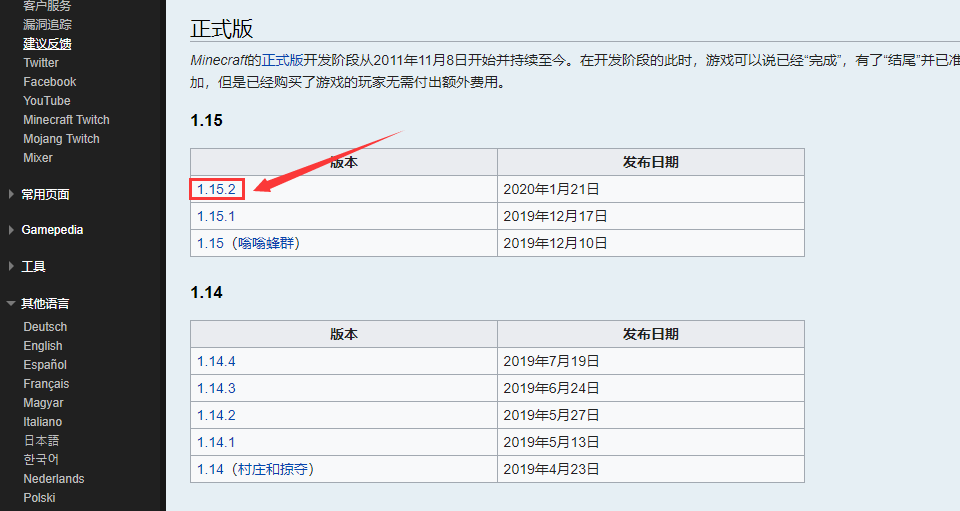 客户服务
漏洞追踪
建议反馈
Twitter
Facebook
YouTube
Minecraft Twitch
Mojang Twitch
Mixer
常用页面
Gamepedia
工具
其他语言
Deutsch
English
Español
Français
Magyar
Italiano
日本語
한국어
Nederlands
Polski
正式版
Minecraft的正式版开发阶段从2011年11月8日开始并持续至今。在开发阶段的此时，游戏可以说已经“完成”，有了“结尾”并已准
加，但是已经购买了游戏的玩家无需付出额外费用。
1.15
版本 发布日期
1.15.2 2020年1月21日
1.15.1 2019年12月17日
1.15（嗡嗡蜂群） 2019年12月10日
1.14
版本 发布日期
1.14.4 2019年7月19日
1.14.3 2019年6月24日
1.14.2 2019年5月27日
1.14.1 2019年5月13日
1.14（村庄和掠夺） 2019年4月23日